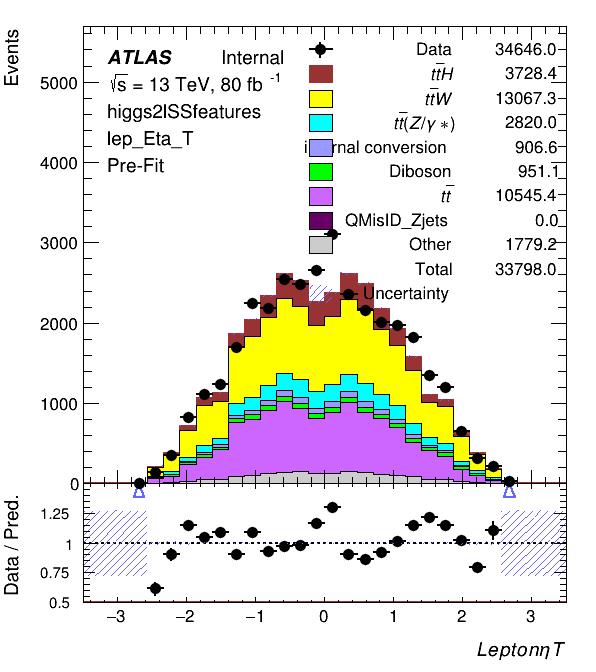 Events
ATLAS Internal
√s = 13 TeV, 80 fb -1
higgs2lSSfeatures
lep_Eta_T
Pre-Fit
Data 34646.0
tt̄H 3728.4
tt̄W 13067.3
tt̄(Z/γ*) 2820.0
internal conversion 906.6
Diboson 951.1
tt̄ 10545.4
QMisID_Zjets 0.0
Other 1779.2
Total 33798.0
Uncertainty
5000
4000
3000
2000
1000
0
Data / Pred.
1.25
1
0.75
0.5
−3 −2 −1 0 1 2 3
LeptonηT